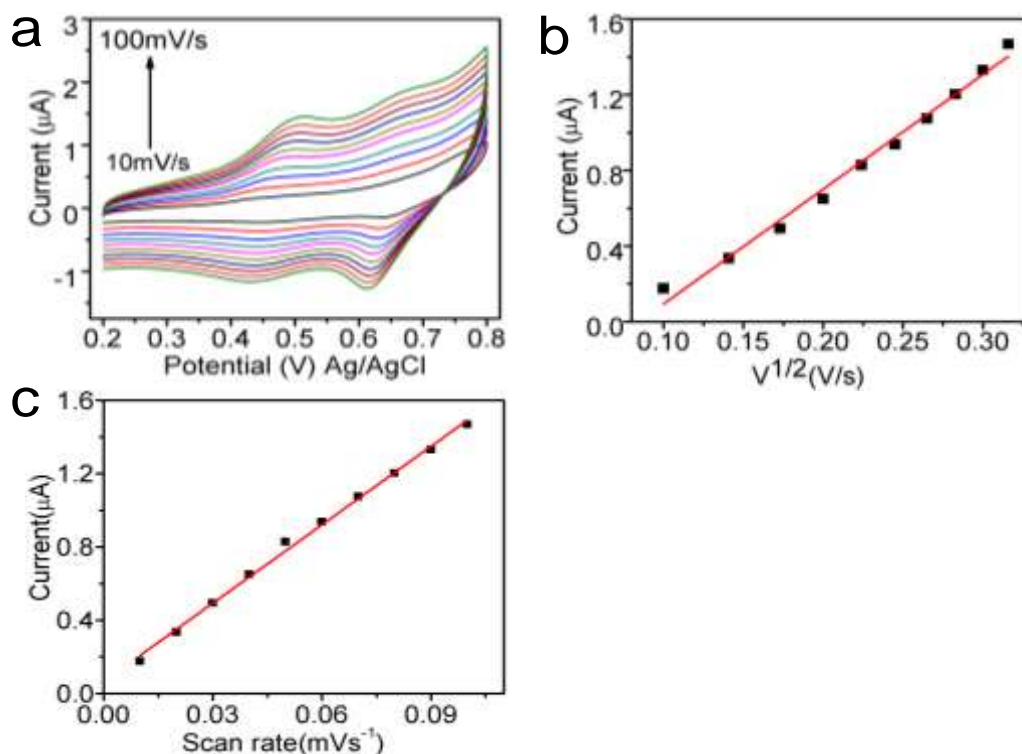 a
100mV/s
10mV/s
3
2
1
0
-1
Current (μA)
0.2 0.3 0.4 0.5 0.6 0.7 0.8
Potential (V) Ag/AgCl
b
1.6
1.2
0.8
0.4
0.0
Current (μA)
0.10 0.15 0.20 0.25 0.30
V1/2(V/s)
c
1.6
1.2
0.8
0.4
0.0
Current(μA)
0.00 0.03 0.06 0.09
Scan rate(mVs-1)